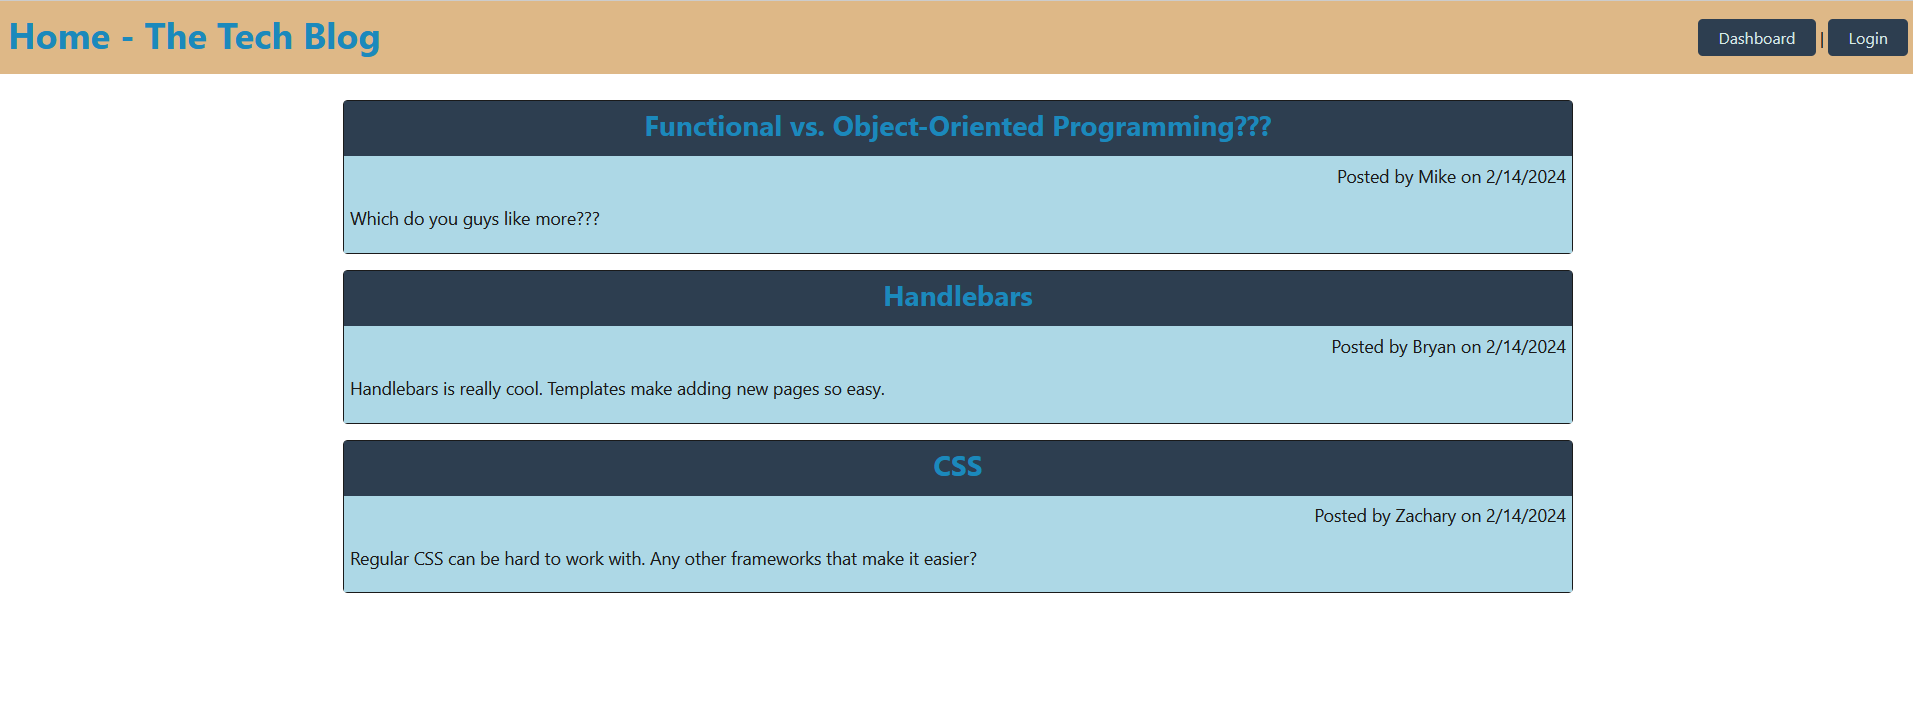 Home - The Tech Blog
Dashboard | Login
Functional vs. Object-Oriented Programming???
Posted by Mike on 2/14/2024
Which do you guys like more???
Handlebars
Posted by Bryan on 2/14/2024
Handlebars is really cool. Templates make adding new pages so easy.
CSS
Posted by Zachary on 2/14/2024
Regular CSS can be hard to work with. Any other frameworks that make it easier?